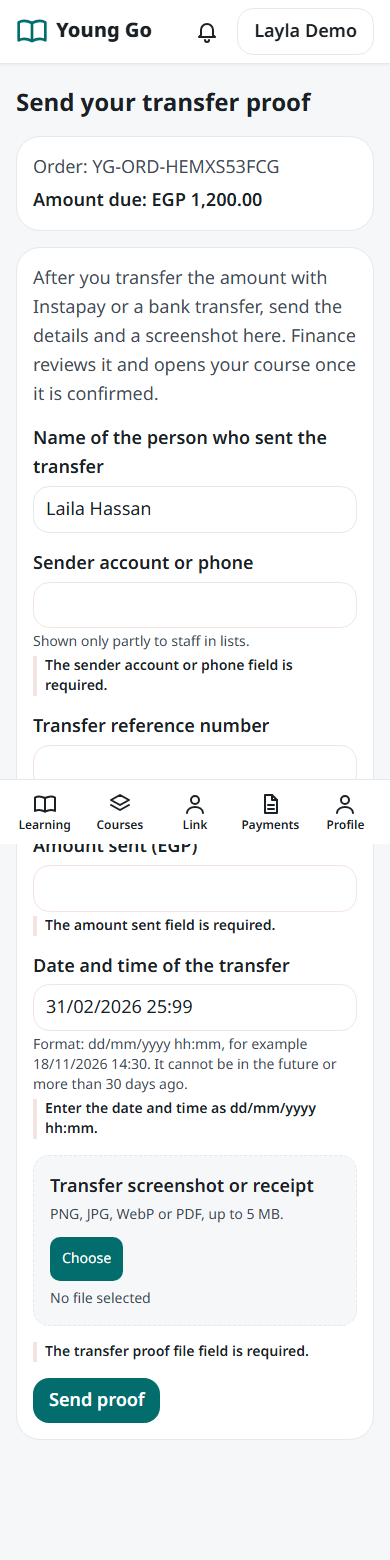 Young Go
Layla Demo
Send your transfer proof
Order: YG-ORD-HEMXS53FCG
Amount due: EGP 1,200.00
After you transfer the amount with
Instapay or a bank transfer, send the
details and a screenshot here. Finance
reviews it and opens your course once
it is confirmed.
Name of the person who sent the
transfer
Laila Hassan
Sender account or phone
Shown only partly to staff in lists.
The sender account or phone field is
required.
Transfer reference number
Learning
Courses
Link
Payments
Profile
Amount sent (EGP)
The amount sent field is required.
Date and time of the transfer
31/02/2026 25:99
Format: dd/mm/yyyy hh:mm, for example
18/11/2026 14:30. It cannot be in the future or
more than 30 days ago.
Enter the date and time as dd/mm/yyyy
hh:mm.
Transfer screenshot or receipt
PNG, JPG, WebP or PDF, up to 5 MB.
Choose
No file selected
The transfer proof file field is required.
Send proof